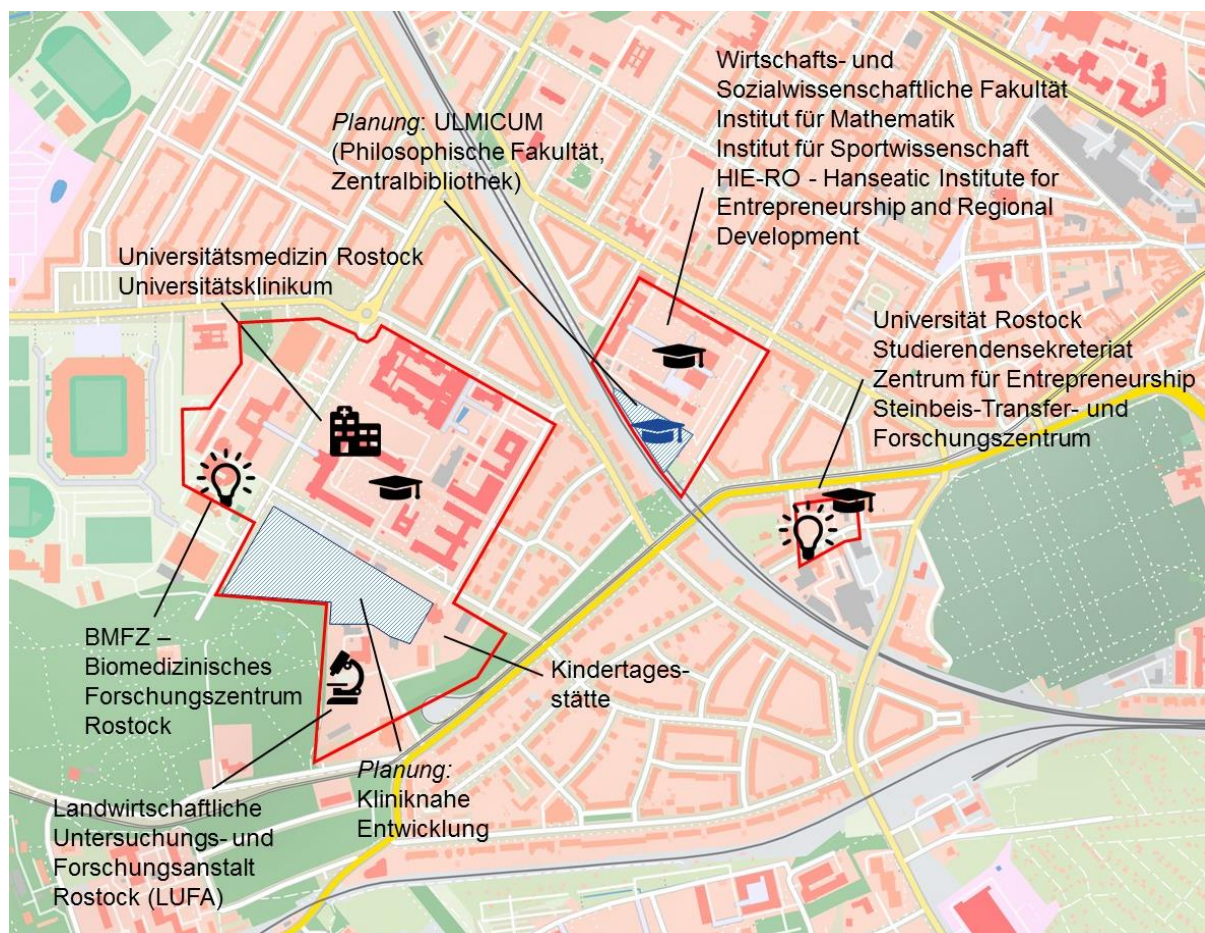 Wirtschafts- und
Sozialwissenschaftliche Fakultät
Institut für Mathematik
Institut für Sportwissenschaft
HIE-RO - Hanseatic Institute for
Entrepreneurship and Regional
Development
Planung: ULMICUM
(Philosophische Fakultät,
Zentralbibliothek)
Universitätsmedizin Rostock
Universitätsklinikum
Universität Rostock
Studierendensekreteriat
Zentrum für Entrepreneurship
Steinbeis-Transfer- und
Forschungszentrum
BMFZ –
Biomedizinisches
Forschungszentrum
Rostock
Kindertages-
stätte
Planung:
Kliniknahe
Entwicklung
Landwirtschaftliche
Untersuchungs- und
Forschungsanstalt
Rostock (LUFA)